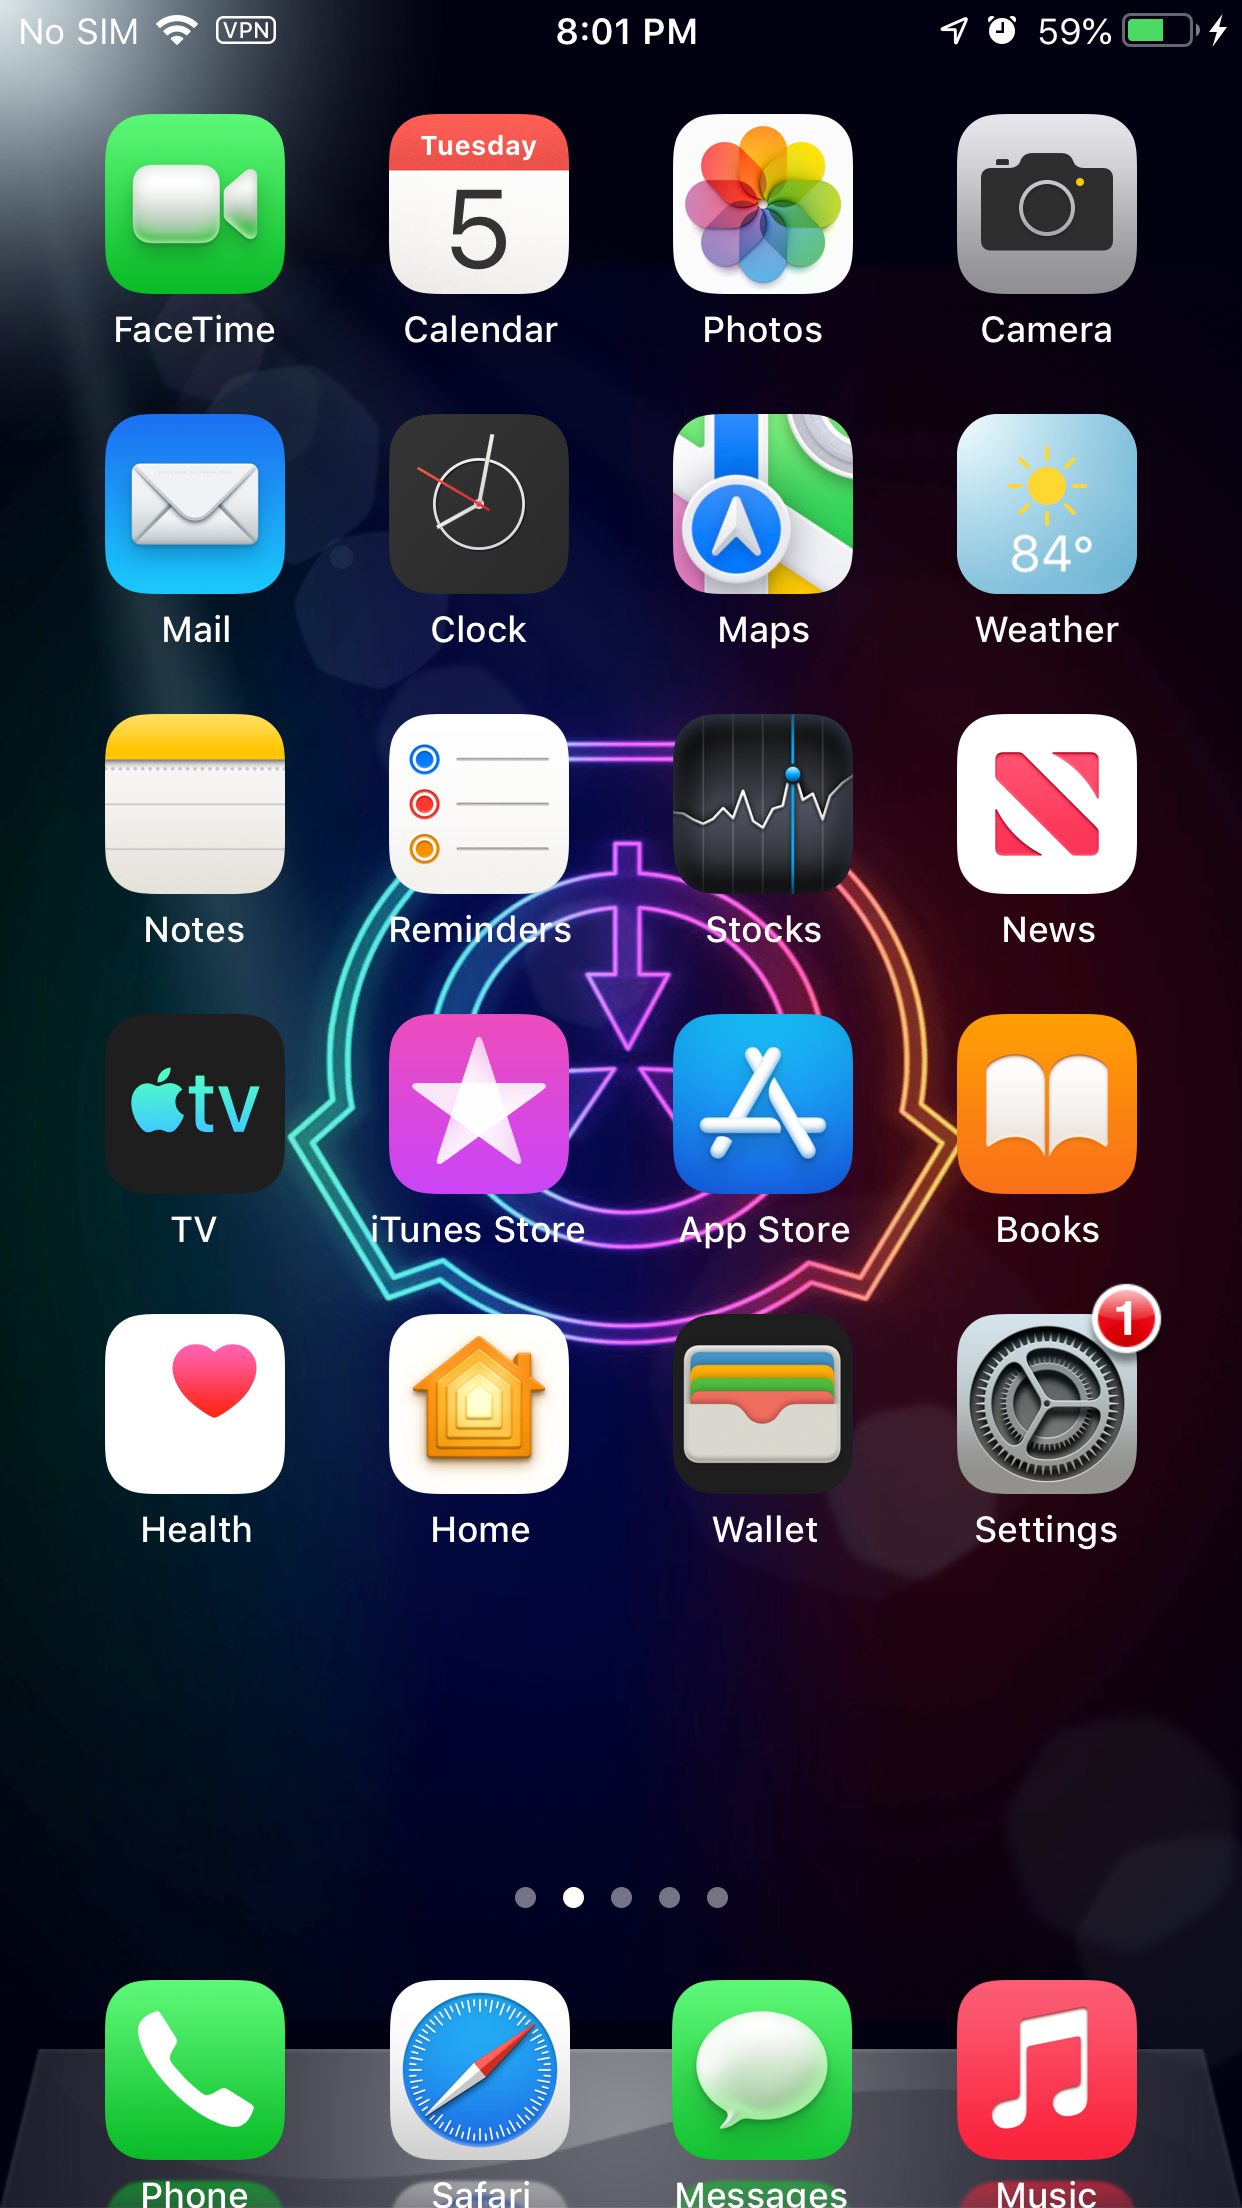 No SIM VPN 8:01 PM 59%
Tuesday
5
FaceTime Calendar Photos Camera
84°
Mail Clock Maps Weather
Notes Reminders Stocks News
tv
TV iTunes Store App Store Books
1
Health Home Wallet Settings
Phone Safari Messages Music